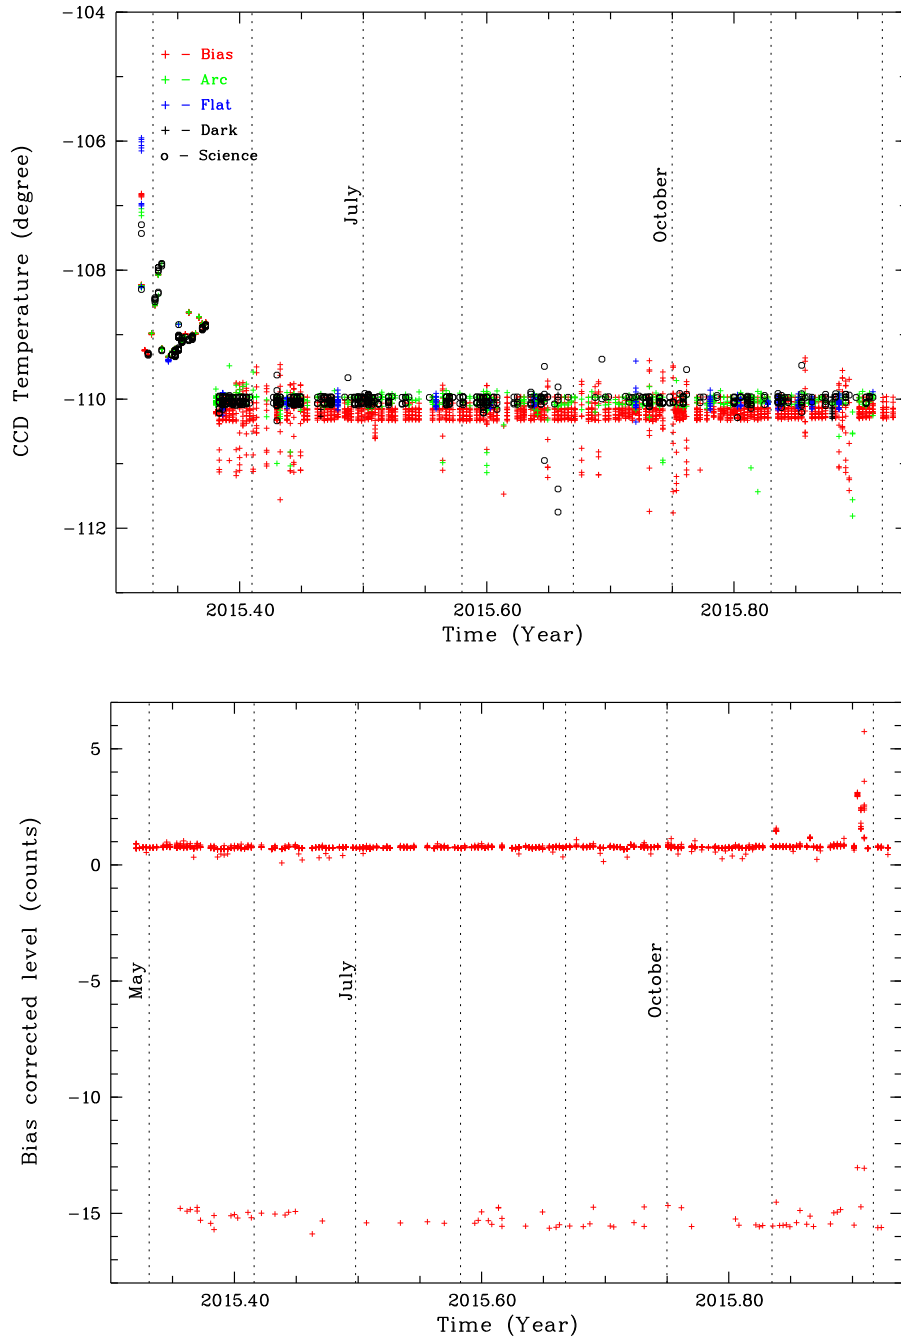 −104
−106
−108
−110
−112
CCD Temperature (degree)
+ − Bias
+ − Arc
+ − Flat
+ − Dark
o − Science
July
October
2015.40 2015.60 2015.80
Time (Year)
5
0
−5
−10
−15
Bias corrected level (counts)
May
July
October
2015.40 2015.60 2015.80
Time (Year)